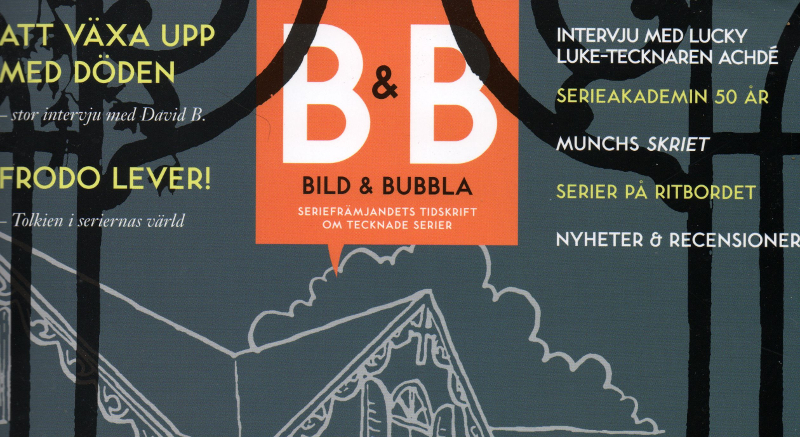 ATT VÄXA UPP
MED DÖDEN
– stor intervju med David B.
FRODO LEVER!
– Tolkien i seriernas värld
B&B
BILD & BUBBLA
SERIEFRÄMJANDETS TIDSKRIFT
OM TECKNADE SERIER
INTERVJU MED LUCKY
LUKE-TECKNAREN ACHDÉ
SERIEAKADEMIN 50 ÅR
MUNCHS SKRIET
SERIER PÅ RITBORDET
NYHETER & RECENSIONER